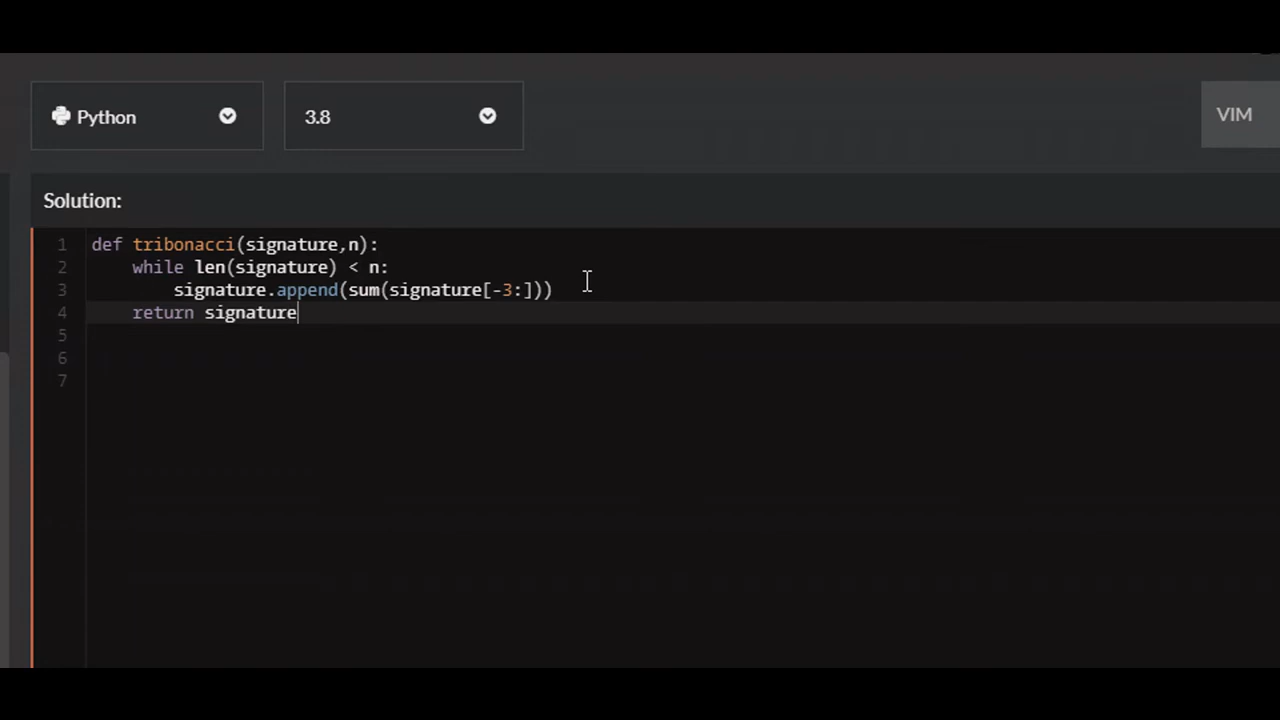 Python
3.8
VIM
Solution:
1 def tribonacci(signature,n):
2     while len(signature) < n:
3         signature.append(sum(signature[-3:]))
4     return signature
5
6
7